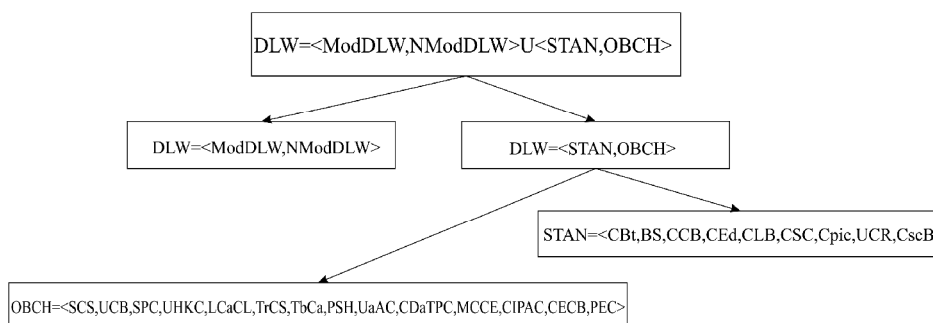 DLW=<ModDLW,NModDLW>U<STAN,OBCH>
DLW=<ModDLW,NModDLW>
DLW=<STAN,OBCH>
STAN=<CBt,BS,CCB,CEd,CLB,CSC,Cpic,UCR,CscB
OBCH=<SCS,UCB,SPC,UHKC,LCaCL,TrCS,TbCa,PSH,UaAC,CDaTPC,MCCE,CIPAC,CECB,PEC>